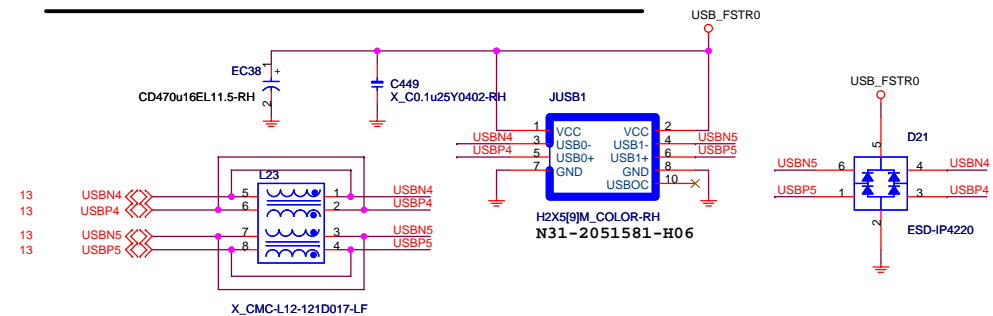 USB_FSTR0
EC38
1
+
2
CD470u16EL11.5-RH
C449
X_C0.1u25Y0402-RH
JUSB1
1 VCC VCC 2
USBN4 3 USB0- USB1- 4 USBN5
USBP4 5 USB0+ USB1+ 6 USBP5
7 GND GND 8
USBOC 10
H2X5[9]M_COLOR-RH
N31-2051581-H06
USB_FSTR0
D21
5
USBN5 6 4 USBN4
USBP5 1 3 USBP4
2
ESD-IP4220
L23
13 USBN4 5 1 USBN4
13 USBP4 6 2 USBP4
13 USBN5 7 3 USBN5
13 USBP5 8 4 USBP5
X_CMC-L12-121D017-LF